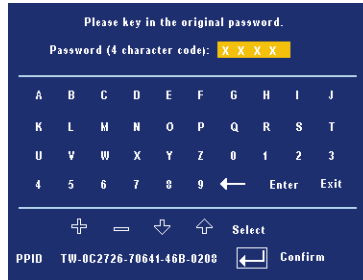 Please key in the original password.
Password (4 character code): X X X X
A B C D E F G H I J
K L M N O P Q R S T
U V W X Y Z 0 1 2 3
4 5 6 7 8 9 ← Enter Exit
Select
PPID TW-0C2726-70641-46B-0208 Confirm